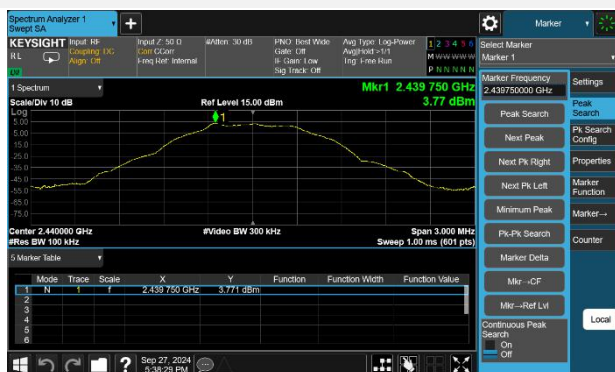 Spectrum Analyzer 1
Swept SA
+
Marker
KEYSIGHT
RL
Input: RF
Coupling: DC
Align: Off
Input Z: 50 Ω
Corr CCorr
Freq Ref: Internal
#Atten: 30 dB
PNO: Best Wide
Gate: Off
IF Gain: Low
Sig Track: Off
Avg Type: Log-Power
Avg|Hold:>1/1
Trig: Free Run
1 2 3 4 5 6
M W W W W W
P N N N N N
Select Marker
Marker 1
1 Spectrum
Scale/Div 10 dB
Log
Ref Level 15.00 dBm
Mkr1 2.439 750 GHz
3.77 dBm
1
5.00
-5.00
-15.0
-25.0
-35.0
-45.0
-55.0
-65.0
-75.0
Center 2.440000 GHz
#Res BW 100 kHz
#Video BW 300 kHz
Span 3.000 MHz
Sweep 1.00 ms (601 pts)
5 Marker Table
Mode Trace Scale X Y Function Function Width Function Value
1 N 1 f 2.439 750 GHz 3.771 dBm
2
3
4
5
6
Marker Frequency
2.439750000 GHz
Peak Search
Next Peak
Next Pk Right
Next Pk Left
Minimum Peak
Pk-Pk Search
Marker Delta
Mkr→CF
Mkr→Ref Lvl
Continuous Peak
Search
On
Off
Settings
Peak
Search
Pk Search
Config
Properties
Marker
Function
Marker→
Counter
Local
?
Sep 27, 2024
5:38:29 PM